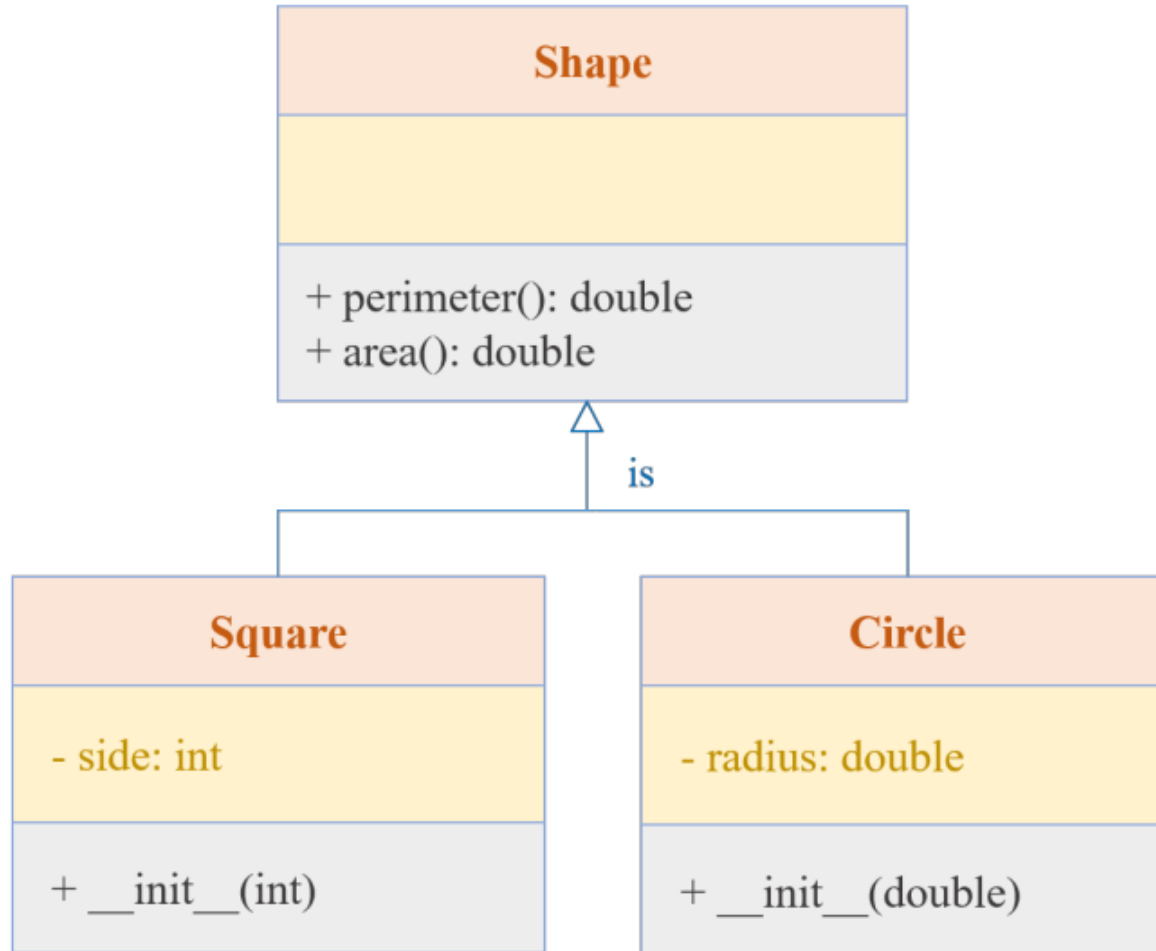 Shape
+ perimeter(): double
+ area(): double
is
Square
- side: int
+ __init__(int)
Circle
- radius: double
+ __init__(double)